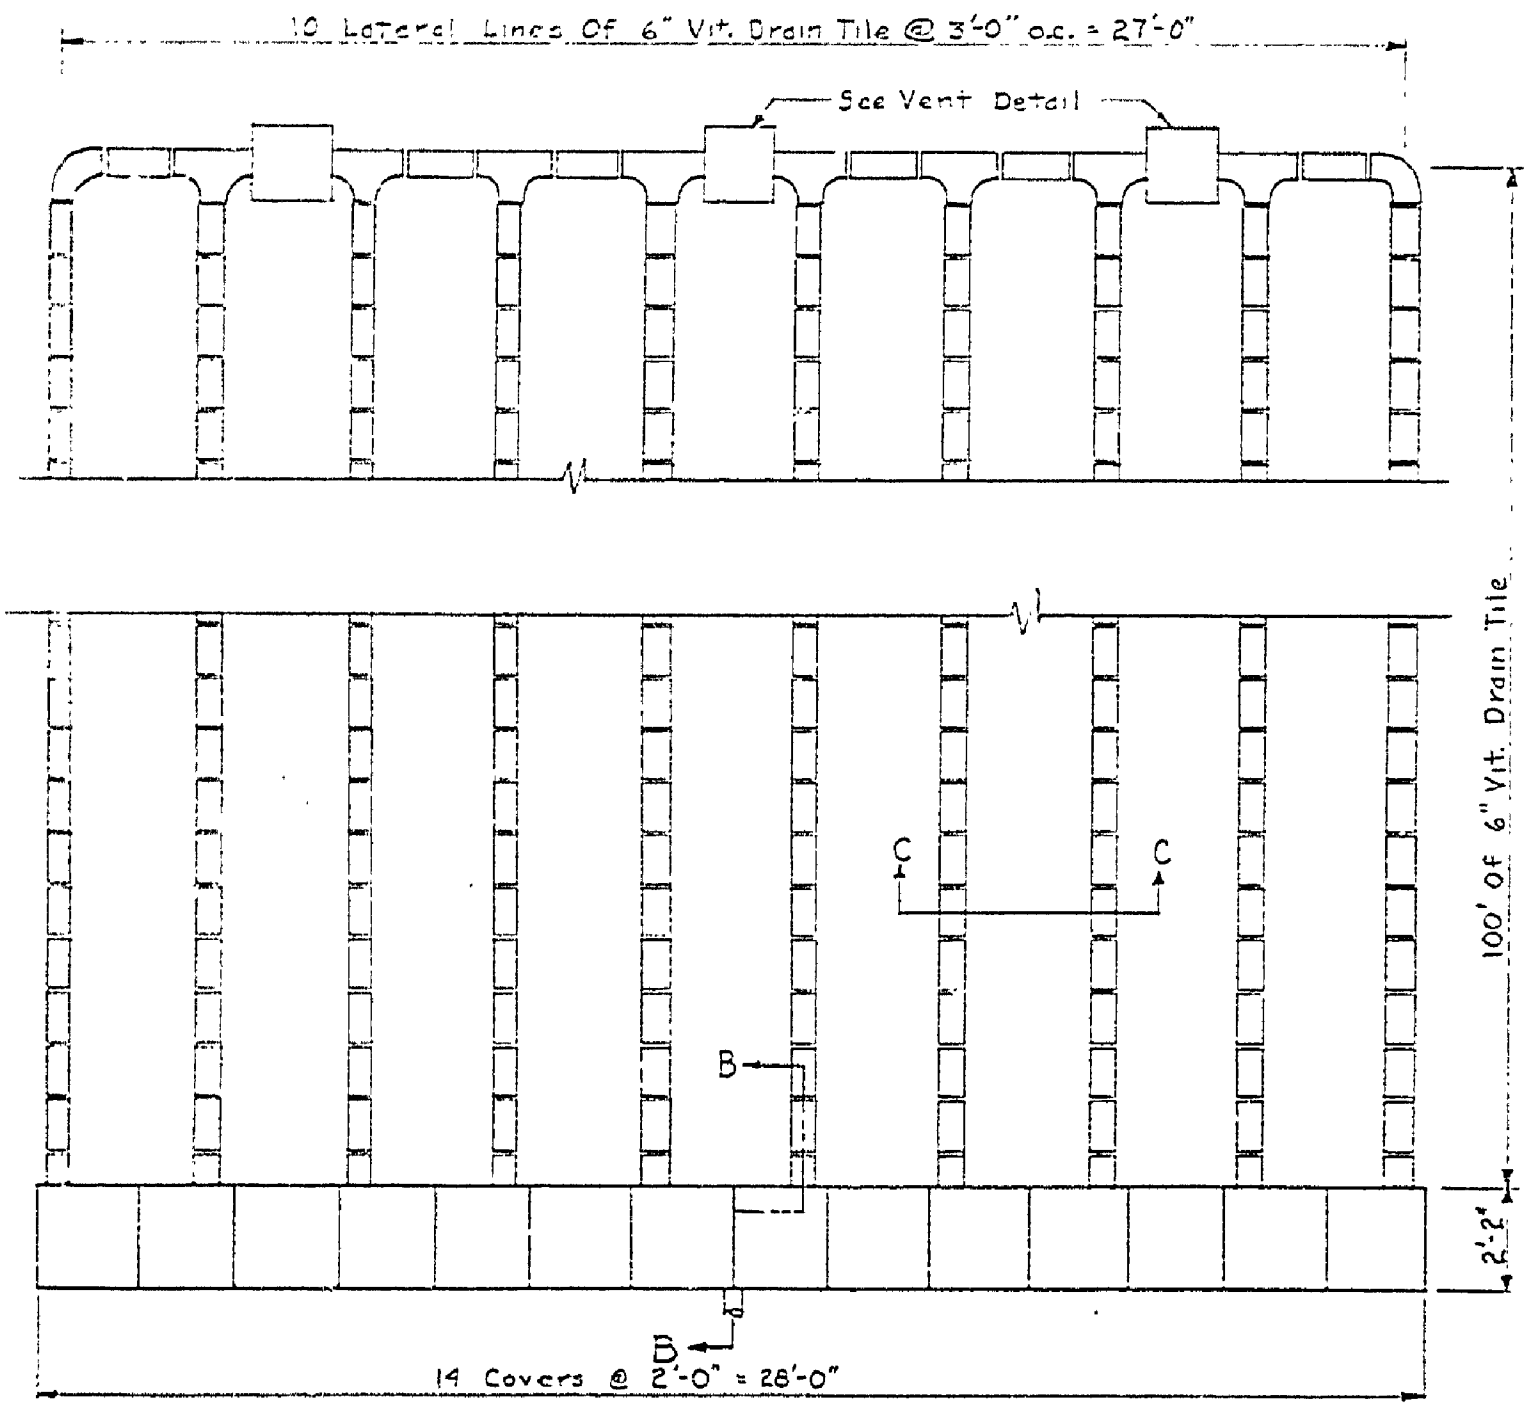 10 Lateral Lines Of 6" Vit. Drain Tile @ 3'-0" o.c. = 27'-0"
See Vent Detail
100' Of 6" Vit. Drain Tile
C
C
B
2'-2"
B
14 Covers @ 2'-0" = 28'-0"